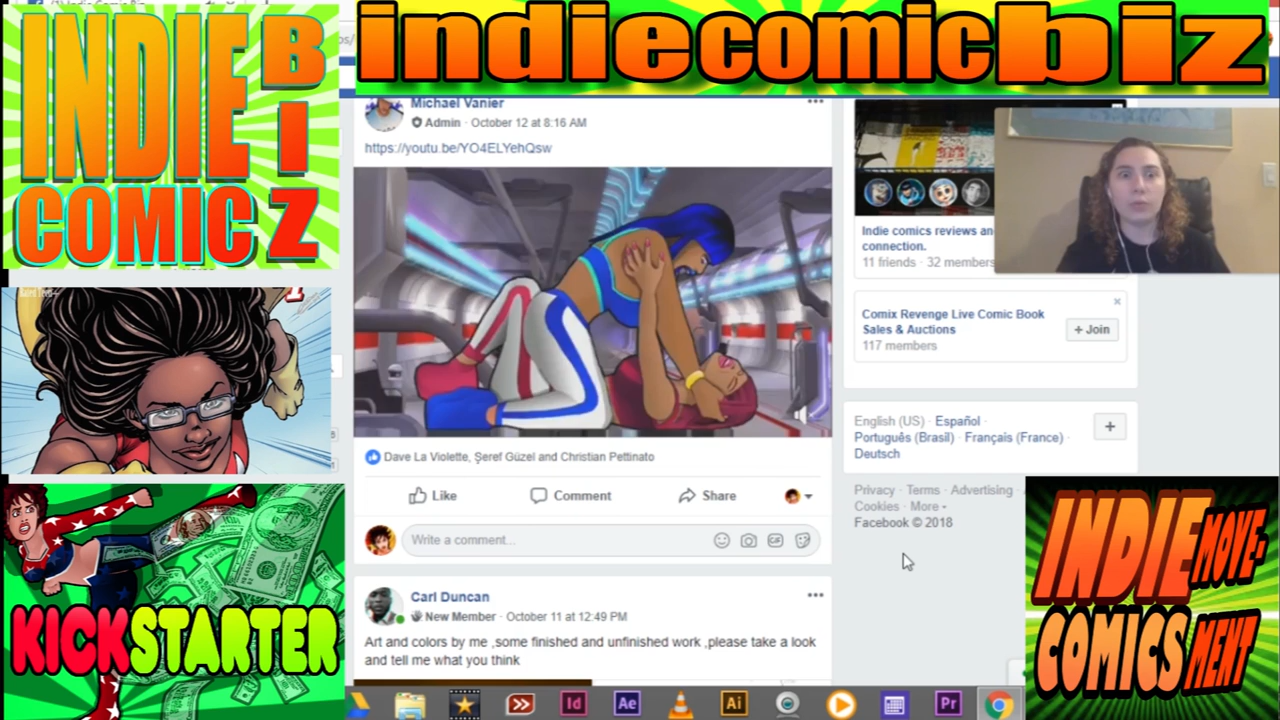 INDIE
COMIC
BIZ
indiecomicbiz
Michael Vanier
Admin · October 12 at 8:16 AM
https://youtu.be/YO4ELYehQsw
Dave La Violette, Şeref Güzel and Christian Pettinato
Like Comment Share
Write a comment...
GIF
Carl Duncan
New Member · October 11 at 12:49 PM
Art and colors by me ,some finished and unfinished work ,please take a look
and tell me what you think
Indie comics reviews an
connection.
11 friends · 32 members
Comix Revenge Live Comic Book
Sales & Auctions
117 members
+ Join
English (US) · Español ·
Português (Brasil) · Français (France) ·
Deutsch
Privacy · Terms · Advertising ·
Cookies · More
Facebook © 2018
KICKSTARTER
INDIE
COMICS
MOVE-
MENT
Id Ae Ai Pr